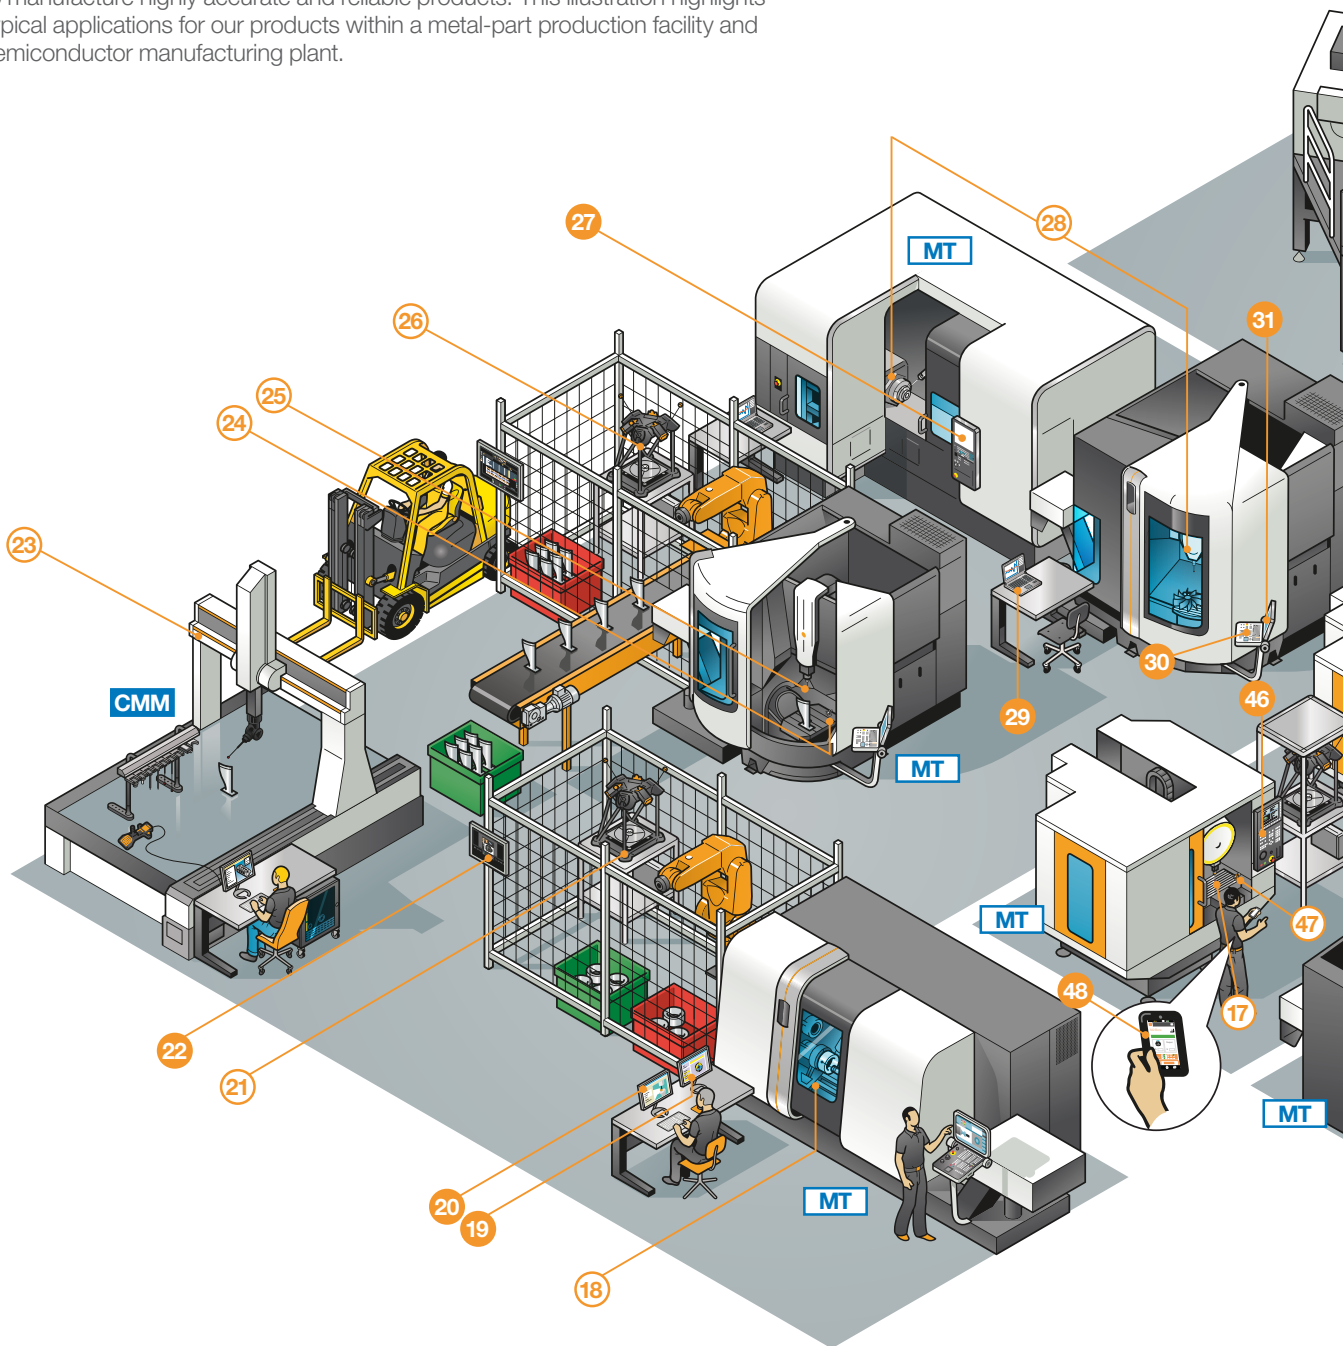 manufacture highly accurate and reliable products. This illustration highlights
pical applications for our products within a metal-part production facility and
emiconductor manufacturing plant.
28
27
MT
31
26
25
24
23
30
CMM
29
46
MT
MT
47
48
17
22
21
MT
20
MT
19
18